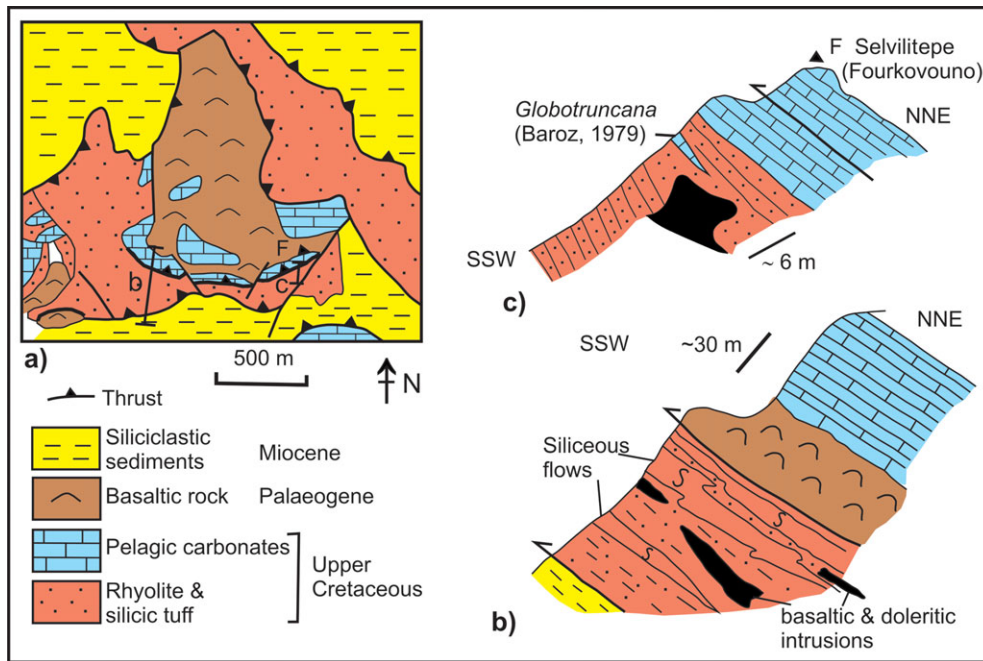 b
F
c
a)
500 m
N
Thrust
Siliciclastic
sediments
Miocene
Basaltic rock
Palaeogene
Pelagic carbonates
Rhyolite &
silicic tuff
Upper
Cretaceous
F Selvilitepe
(Fourkovouno)
Globotruncana
(Baroz, 1979)
NNE
SSW
~ 6 m
c)
SSW
~30 m
NNE
Siliceous
flows
S
S
S
basaltic & doleritic
intrusions
b)